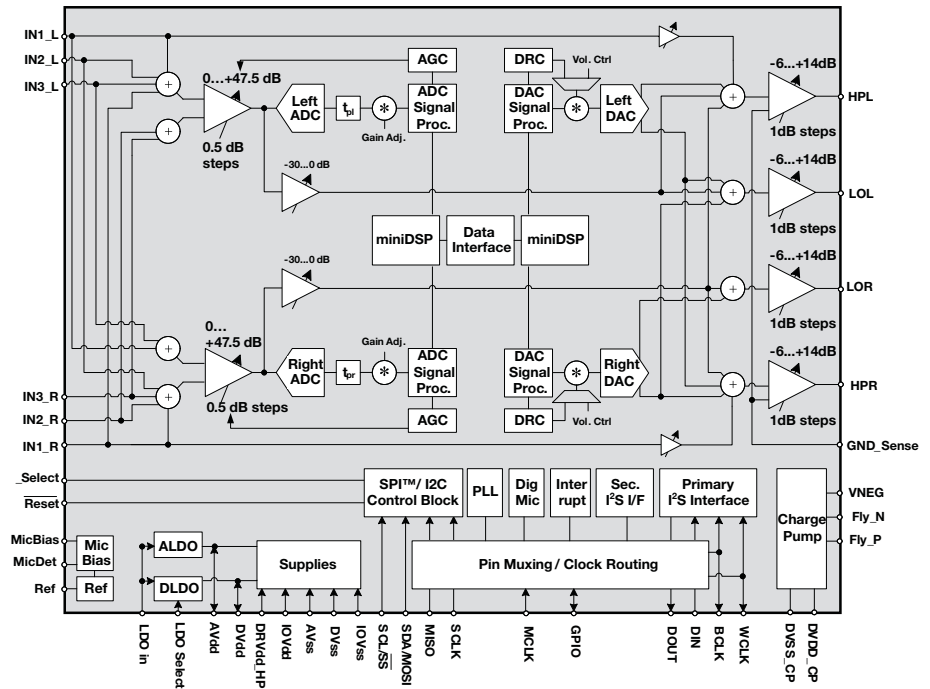 IN1_L
IN2_L
IN3_L
0…+47.5 dB
0.5 dB
steps
Left
ADC
tpl
Gain Adj.
AGC
ADC
Signal
Proc.
DRC
Vol. Ctrl
DAC
Signal
Proc.
Left
DAC
-6...+14dB
1dB steps
HPL
-30...0 dB
-6...+14dB
1dB steps
LOL
miniDSP
Data
Interface
miniDSP
-30...0 dB
-6...+14dB
1dB steps
LOR
0…
+47.5 dB
0.5 dB steps
Right
ADC
tpr
Gain Adj.
ADC
Signal
Proc.
AGC
DAC
Signal
Proc.
DRC
Vol. Ctrl
Right
DAC
-6...+14dB
1dB steps
HPR
IN3_R
IN2_R
IN1_R
GND_Sense
_Select
Reset
SPI™/ I2C
Control Block
PLL
Dig
Mic
Inter
rupt
Sec.
I²S I/F
Primary
I²S Interface
Charge
Pump
VNEG
Fly_N
Fly_P
MicBias
MicDet
Ref
Mic
Bias
Ref
ALDO
DLDO
Supplies
Pin Muxing / Clock Routing
LDO in
LDO Select
AVdd
DVdd
DRVdd_HP
IOVdd
AVss
DVss
IOVss
SCL/SS
SDA/MOSI
MISO
SCLK
MCLK
GPIO
DOUT
DIN
BCLK
WCLK
DVSS_CP
DVDD_CP